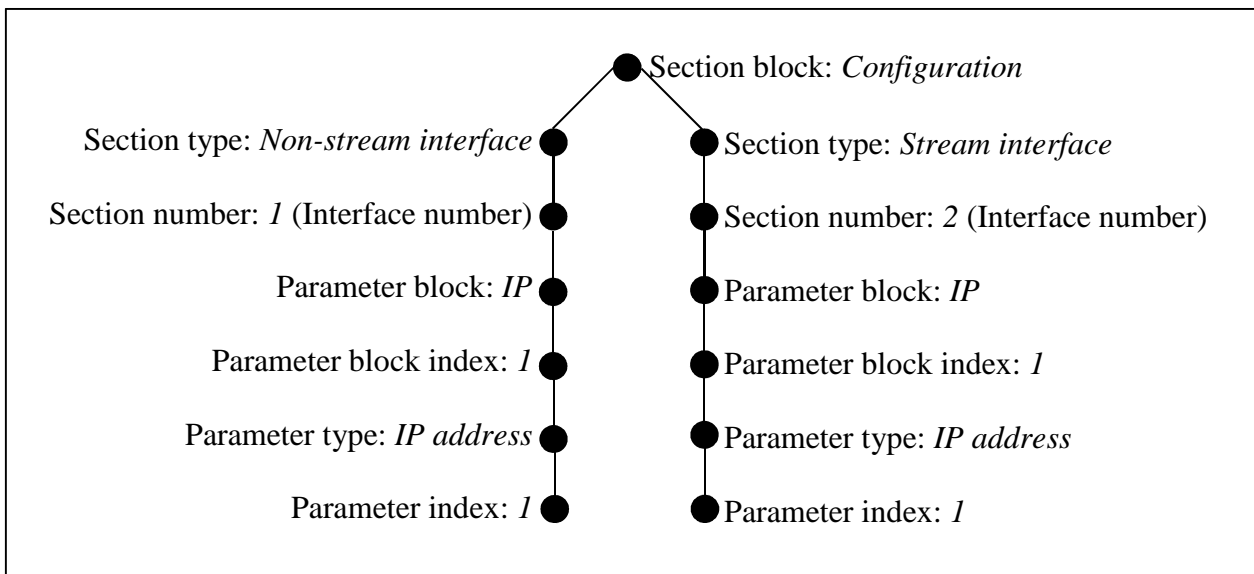 Section block: Configuration
Section type: Non-stream interface
Section type: Stream interface
Section number: 1 (Interface number)
Section number: 2 (Interface number)
Parameter block: IP
Parameter block: IP
Parameter block index: 1
Parameter block index: 1
Parameter type: IP address
Parameter type: IP address
Parameter index: 1
Parameter index: 1